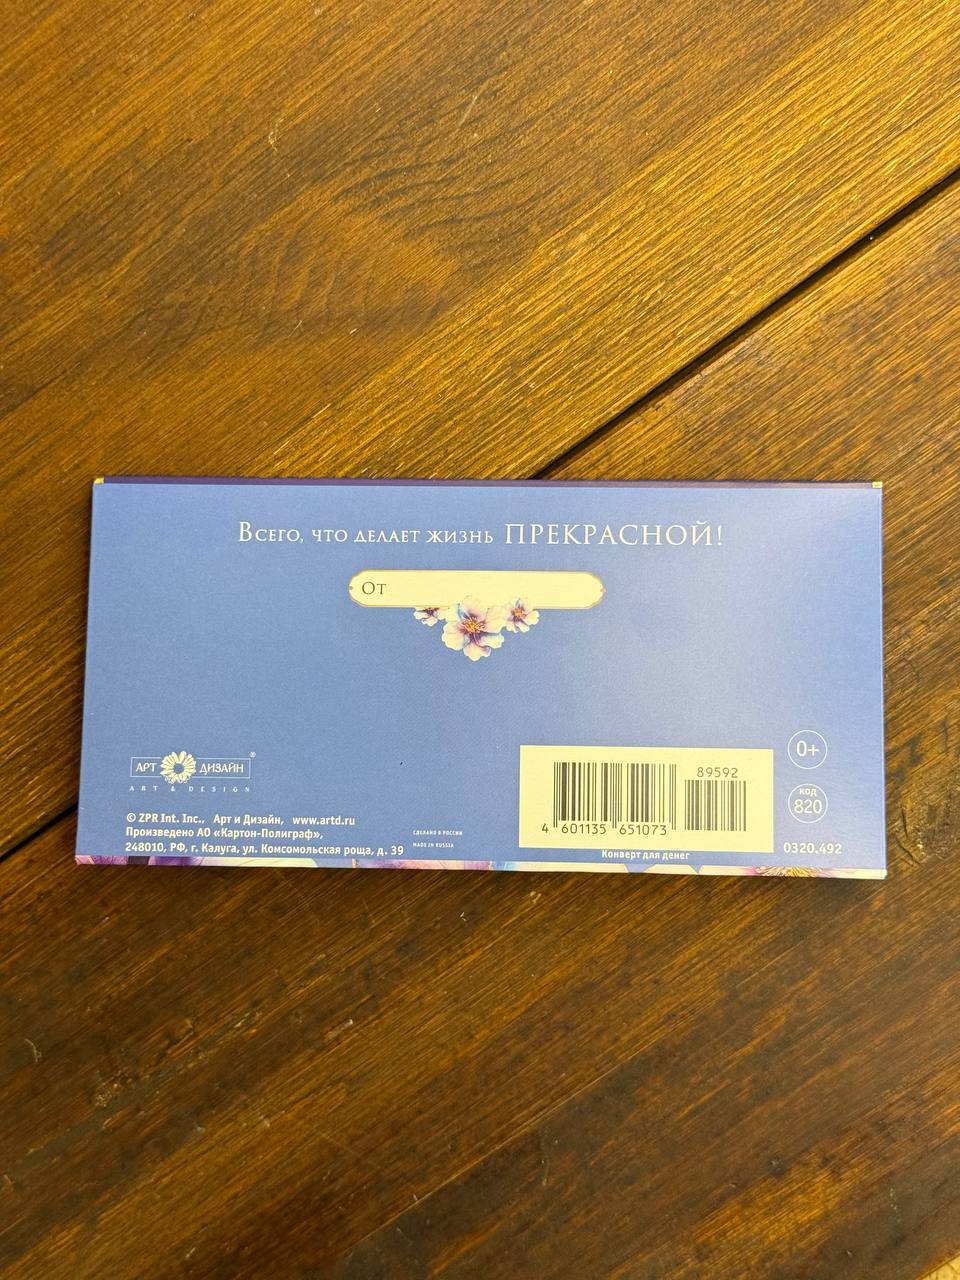 Всего, что делает жизнь ПРЕКРАСНОЙ!
От
АРТ ДИЗАЙН®
ART & DESIGN
© ZPR Int. Inc., Арт и Дизайн, www.artd.ru
Произведено АО «Картон-Полиграф»,
248010, РФ, г. Калуга, ул. Комсомольская роща, д. 39
СДЕЛАНО В РОССИИ
MADE IN RUSSIA
89592
4 601135 651073
Конверт для денег
0+
код
820
0320.492